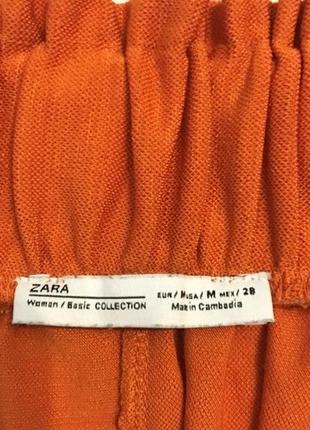 ZARA
Woman / Basic COLLECTION
EUR / M USA / M MEX / 28
Made in Cambodia